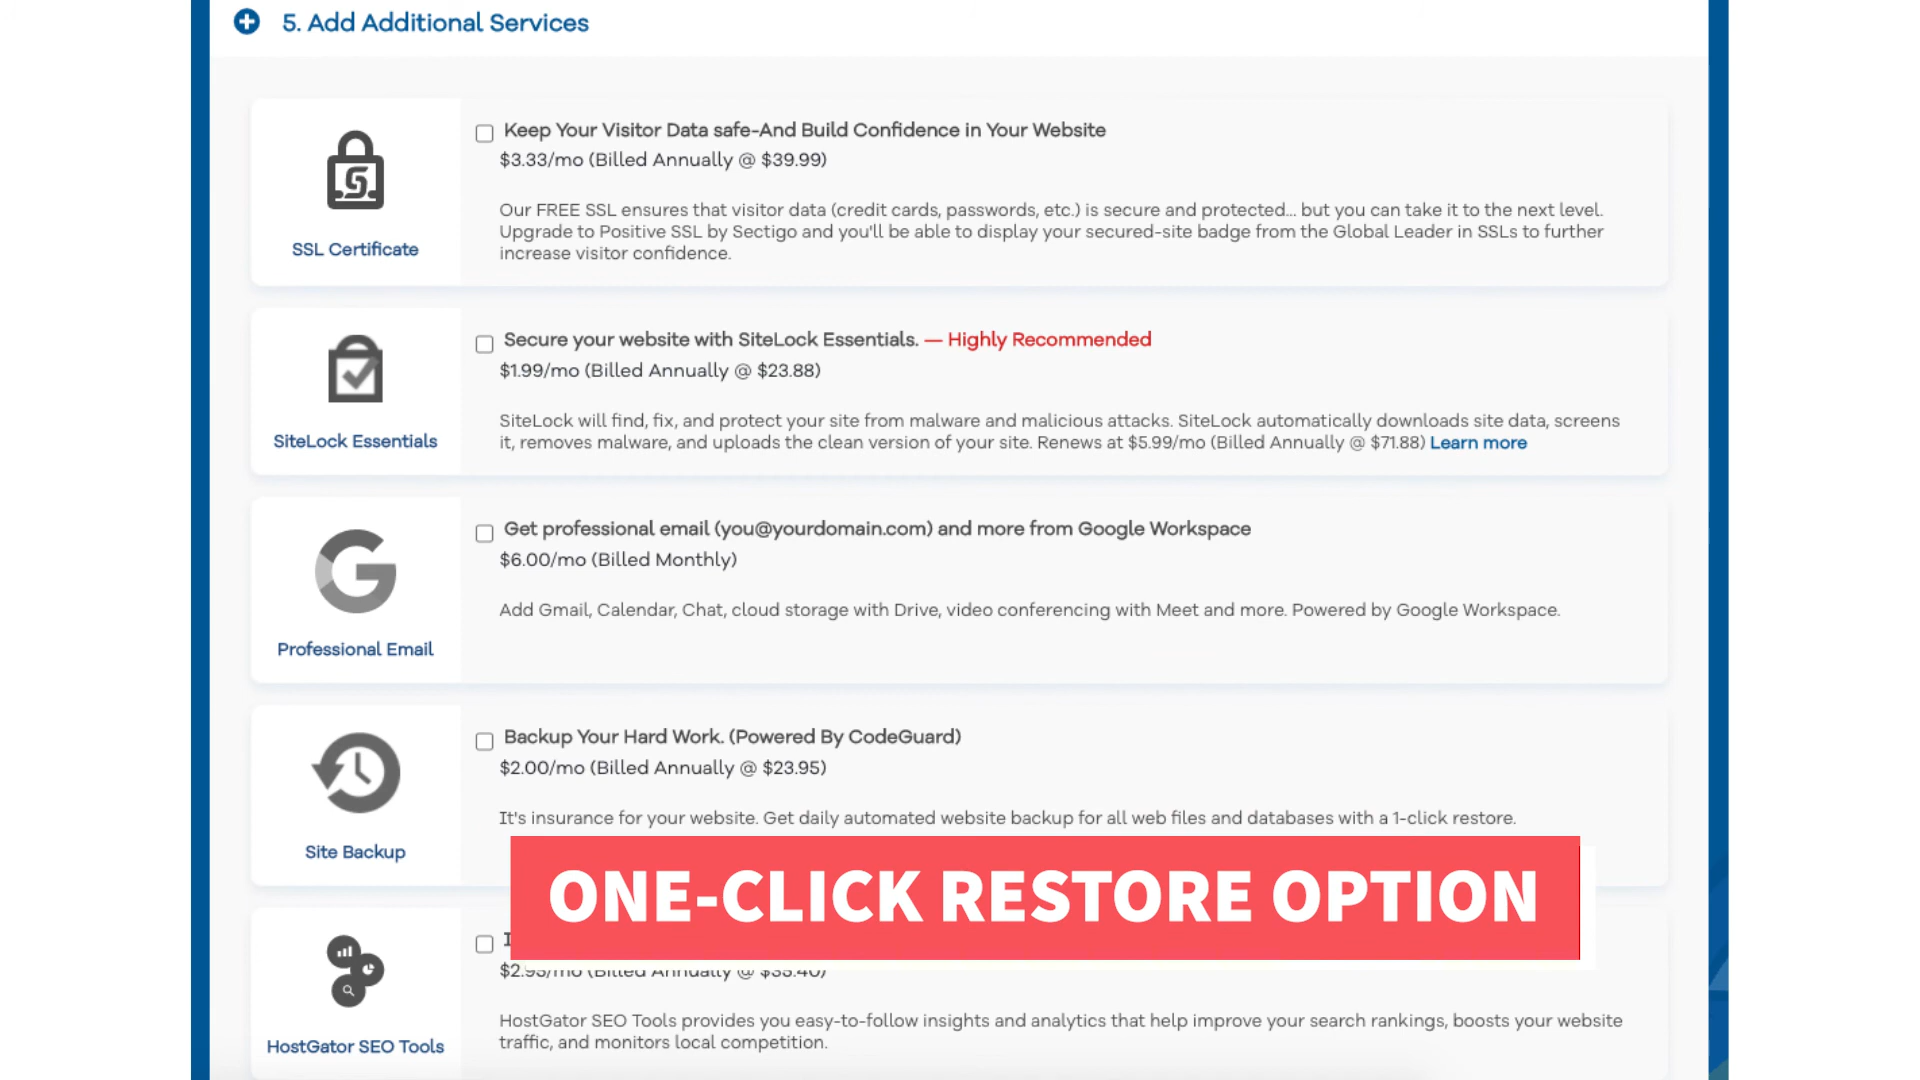 5. Add Additional Services
Keep Your Visitor Data safe-And Build Confidence in Your Website
$3.33/mo (Billed Annually @ $39.99)
Our FREE SSL ensures that visitor data (credit cards, passwords, etc.) is secure and protected... but you can take it to the next level.
Upgrade to Positive SSL by Sectigo and you'll be able to display your secured-site badge from the Global Leader in SSLs to further
increase visitor confidence.
SSL Certificate
Secure your website with SiteLock Essentials. — Highly Recommended
$1.99/mo (Billed Annually @ $23.88)
SiteLock will find, fix, and protect your site from malware and malicious attacks. SiteLock automatically downloads site data, screens
it, removes malware, and uploads the clean version of your site. Renews at $5.99/mo (Billed Annually @ $71.88) Learn more
SiteLock Essentials
Get professional email (you@yourdomain.com) and more from Google Workspace
$6.00/mo (Billed Monthly)
Add Gmail, Calendar, Chat, cloud storage with Drive, video conferencing with Meet and more. Powered by Google Workspace.
Professional Email
Backup Your Hard Work. (Powered By CodeGuard)
$2.00/mo (Billed Annually @ $23.95)
It's insurance for your website. Get daily automated website backup for all web files and databases with a 1-click restore.
Site Backup
ONE-CLICK RESTORE OPTION
$2.95/mo (Billed Annually @ $35.40)
HostGator SEO Tools provides you easy-to-follow insights and analytics that help improve your search rankings, boosts your website
traffic, and monitors local competition.
HostGator SEO Tools